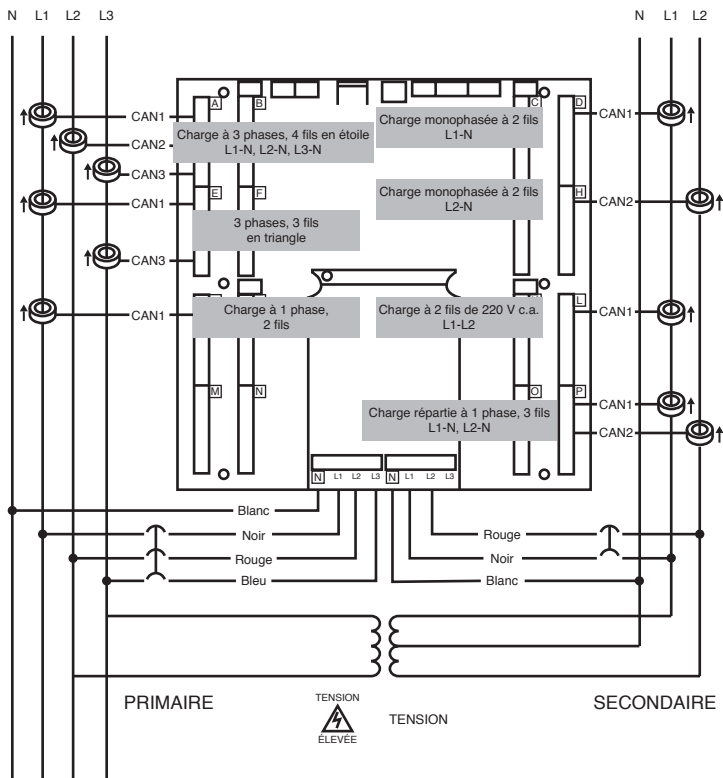 N L1 L2 L3
N L1 L2
A B C D
CAN1
CAN2
CAN3
Charge à 3 phases, 4 fils en étoile
L1-N, L2-N, L3-N
E F
CAN1
3 phases, 3 fils
en triangle
CAN3
Charge à 1 phase,
2 fils
CAN1
M N
Charge monophasée à 2 fils
L1-N
CAN1
Charge monophasée à 2 fils
L2-N
H
CAN2
Charge à 2 fils de 220 V c.a.
L1-L2
L
CAN1
O P
Charge répartie à 1 phase, 3 fils
L1-N, L2-N
CAN1
CAN2
N L1 L2 L3 N L1 L2 L3
Blanc
Noir
Rouge
Bleu
Rouge
Noir
Blanc
PRIMAIRE
TENSION
ÉLEVÉE
TENSION
SECONDAIRE